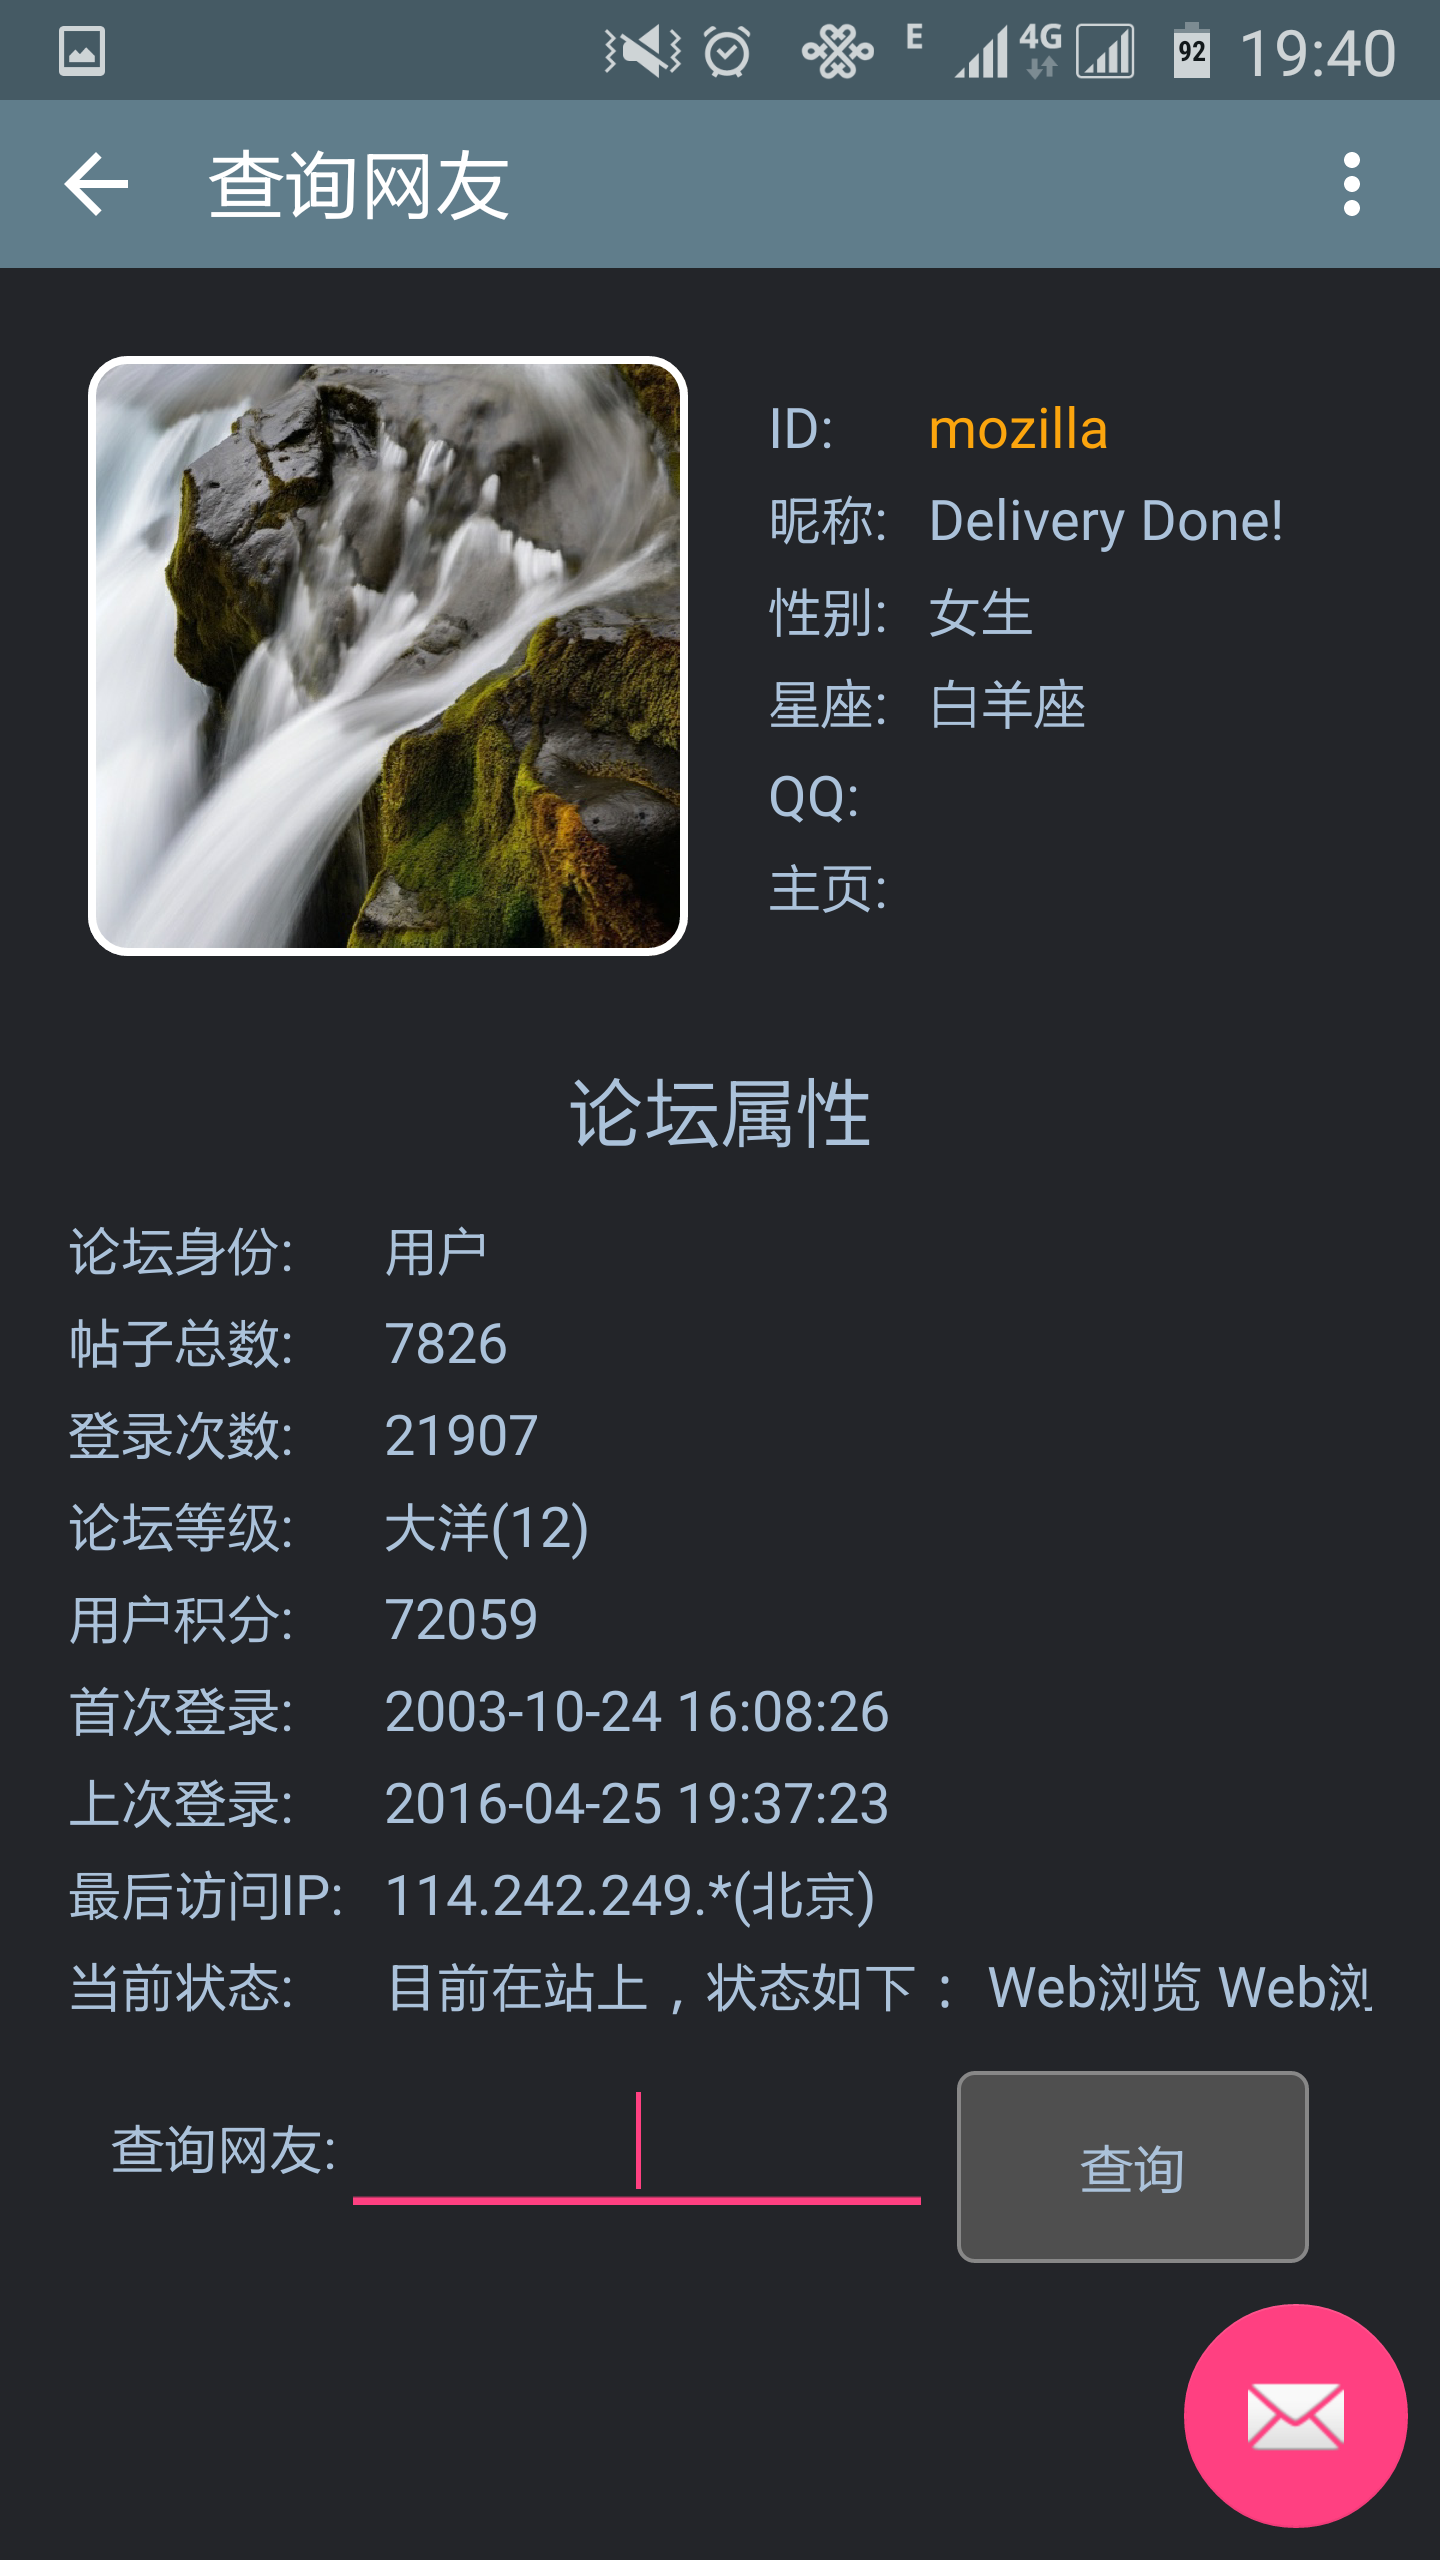 E 4G 92 19:40
查询网友
ID: mozilla
昵称: Delivery Done!
性别: 女生
星座: 白羊座
QQ:
主页:
论坛属性
论坛身份: 用户
帖子总数: 7826
登录次数: 21907
论坛等级: 大洋(12)
用户积分: 72059
首次登录: 2003-10-24 16:08:26
上次登录: 2016-04-25 19:37:23
最后访问IP: 114.242.249.*(北京)
当前状态: 目前在站上，状态如下： Web浏览 Web浏
查询网友: 查询